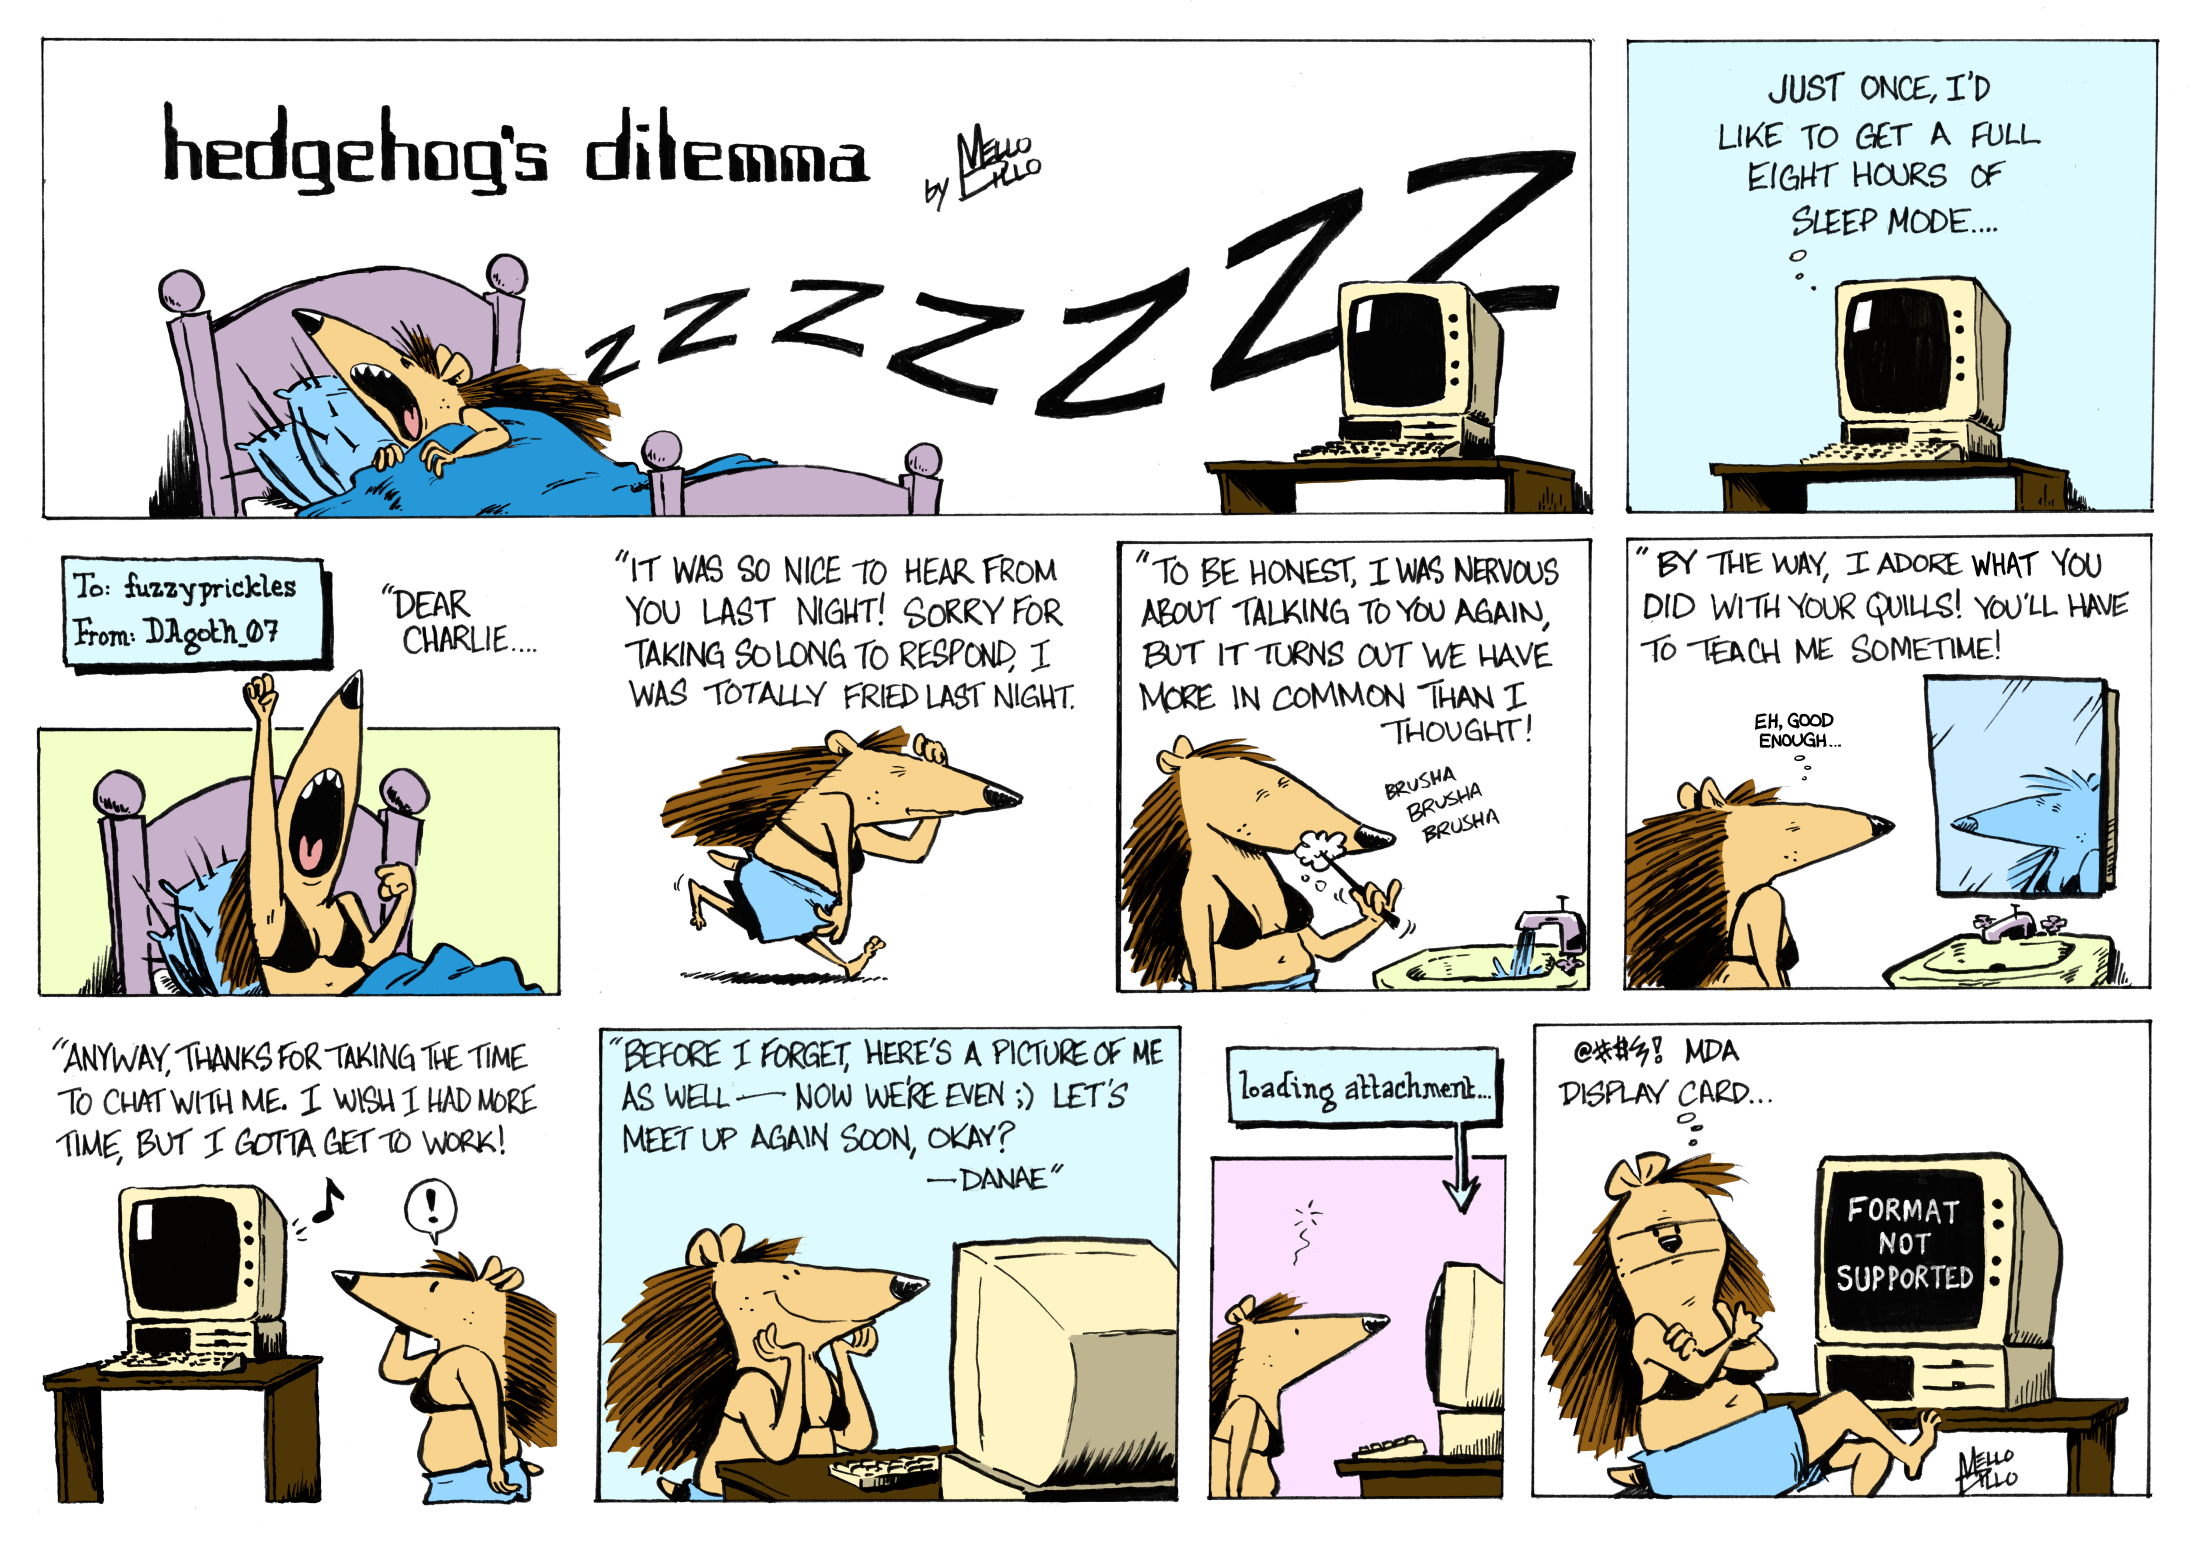 hedgehog's dilemma
by MELLO
LILLO
Z Z Z Z Z Z Z
JUST ONCE, I'D
LIKE TO GET A FULL
EIGHT HOURS OF
SLEEP MODE....
To: fuzzyprickles
From: DAgoth_07
"DEAR
CHARLIE....
"IT WAS SO NICE TO HEAR FROM
YOU LAST NIGHT! SORRY FOR
TAKING SO LONG TO RESPOND, I
WAS TOTALLY FRIED LAST NIGHT.
"TO BE HONEST, I WAS NERVOUS
ABOUT TALKING TO YOU AGAIN,
BUT IT TURNS OUT WE HAVE
MORE IN COMMON THAN I
THOUGHT!
BRUSHA
BRUSHA
BRUSHA
"BY THE WAY, I ADORE WHAT YOU
DID WITH YOUR QUILLS! YOU'LL HAVE
TO TEACH ME SOMETIME!
EH, GOOD
ENOUGH...
"ANYWAY, THANKS FOR TAKING THE TIME
TO CHAT WITH ME. I WISH I HAD MORE
TIME, BUT I GOTTA GET TO WORK!
!
"BEFORE I FORGET, HERE'S A PICTURE OF ME
AS WELL — NOW WE'RE EVEN ;) LET'S
MEET UP AGAIN SOON, OKAY?
—DANAE"
loading attachment...
@##$! MDA
DISPLAY CARD...
FORMAT
NOT
SUPPORTED
MELLO
LILLO